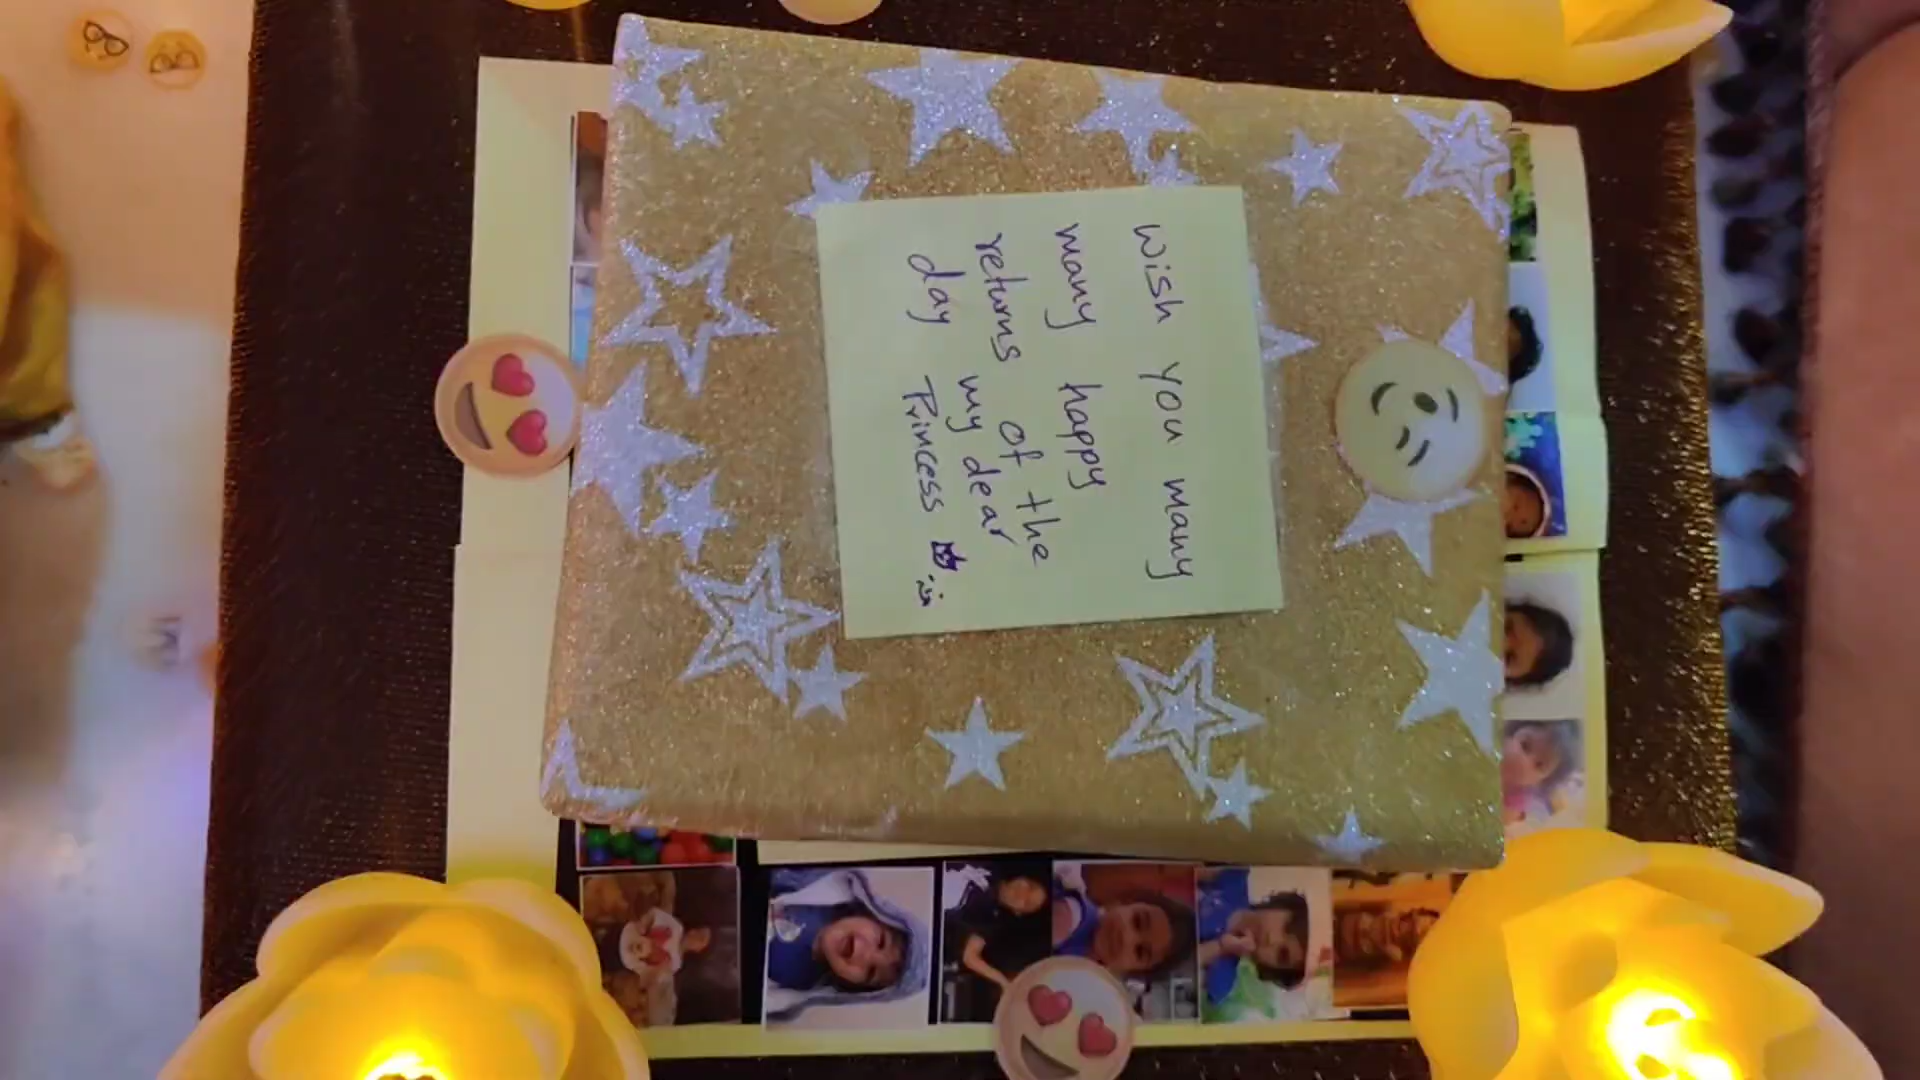 Wish you many
many happy
returns of the
day my dear
Princess